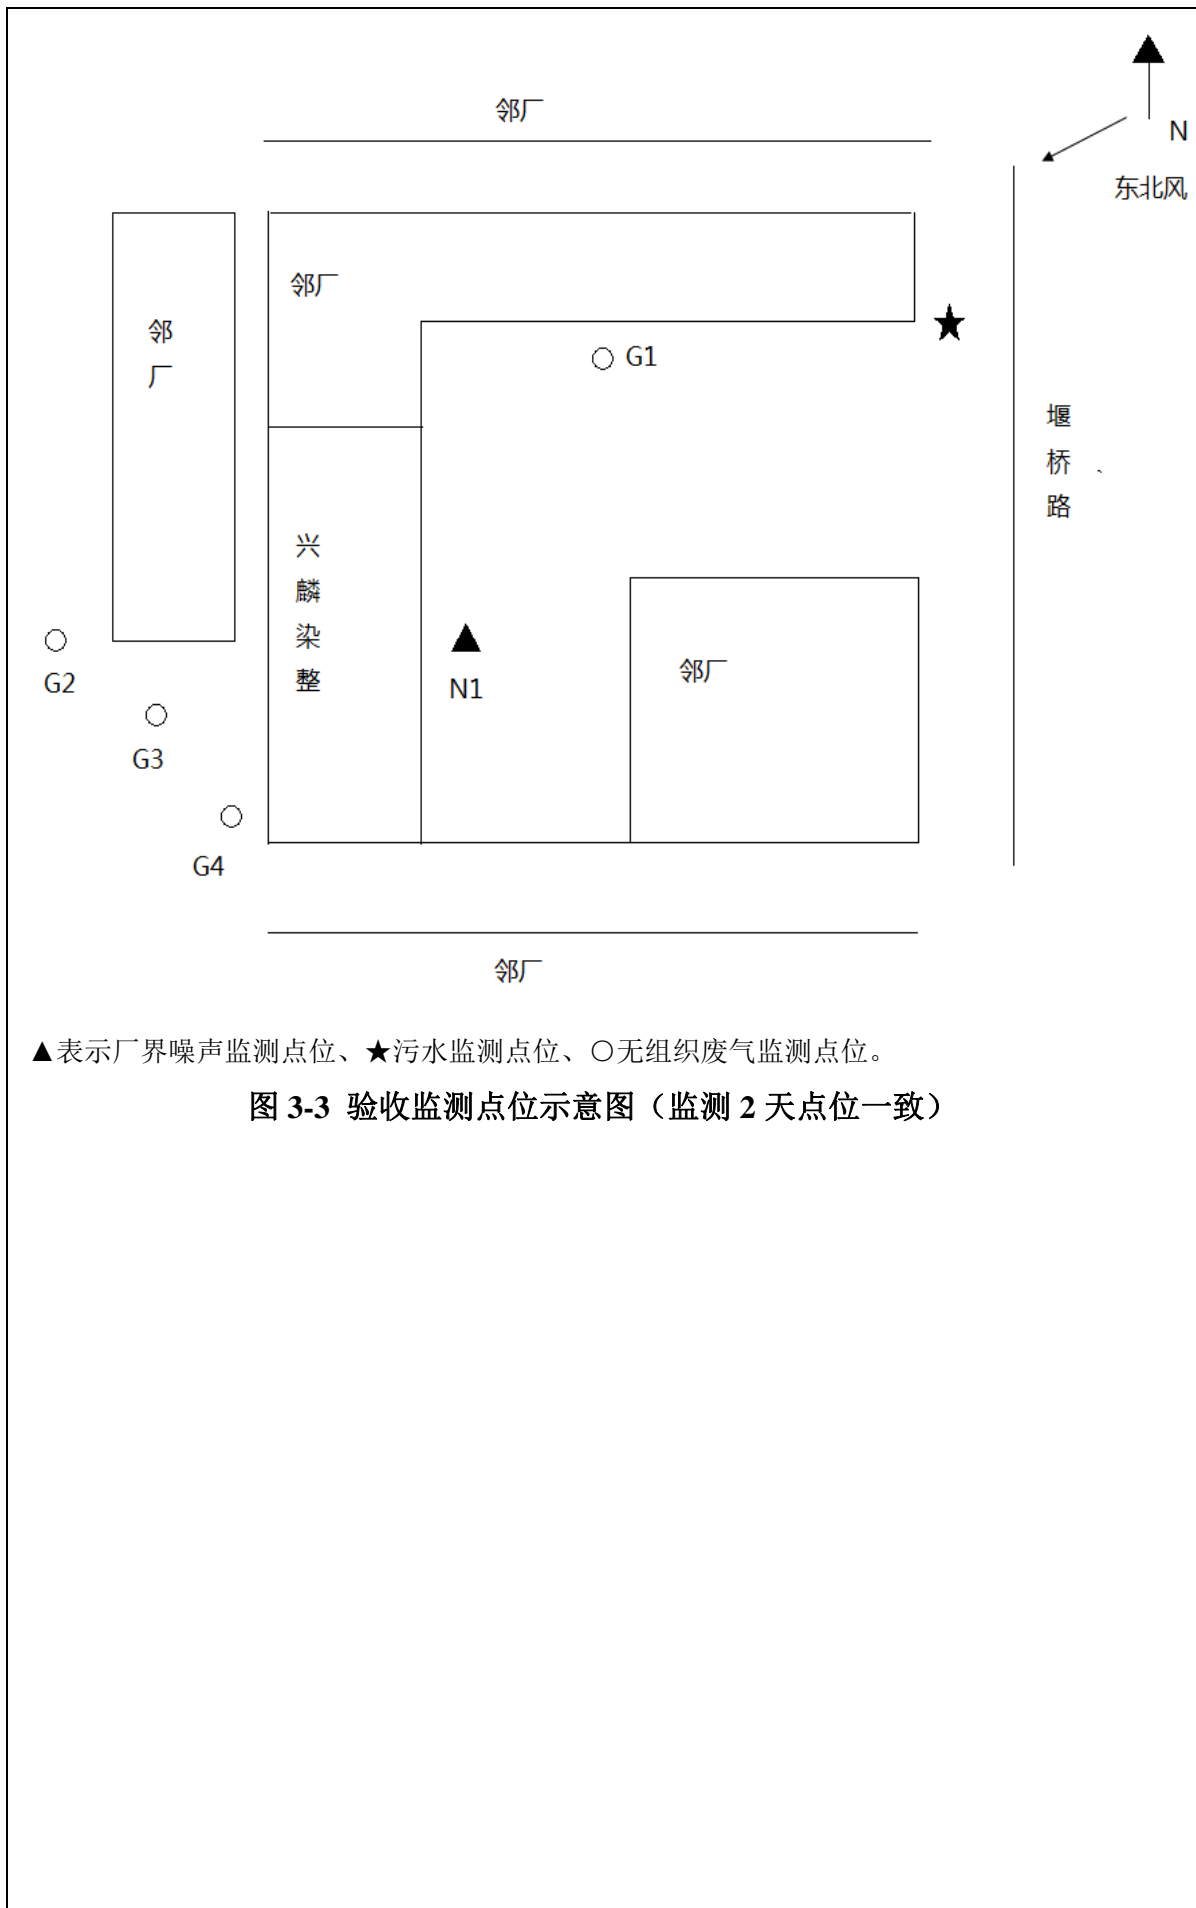 邻厂
N
东北风
邻厂
邻厂
G1
堰桥路
兴麟染整
邻厂
N1
G2
G3
G4
邻厂
▲表示厂界噪声监测点位、★污水监测点位、○无组织废气监测点位。
图 3-3 验收监测点位示意图（监测 2 天点位一致）